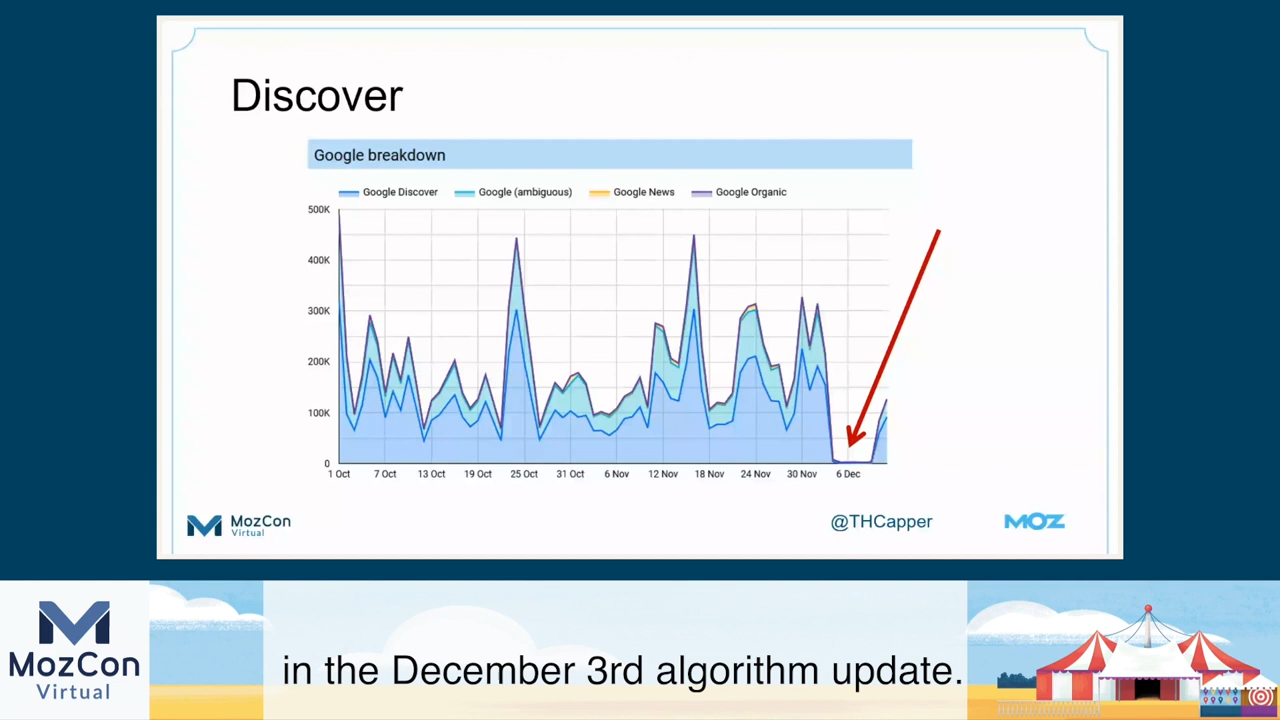 Discover
Google breakdown
Google Discover Google (ambiguous) Google News Google Organic
500K
400K
300K
200K
100K
0
1 Oct 7 Oct 13 Oct 19 Oct 25 Oct 31 Oct 6 Nov 12 Nov 18 Nov 24 Nov 30 Nov 6 Dec
MozCon
Virtual
@THCapper
MOZ
MozCon
Virtual
in the December 3rd algorithm update.